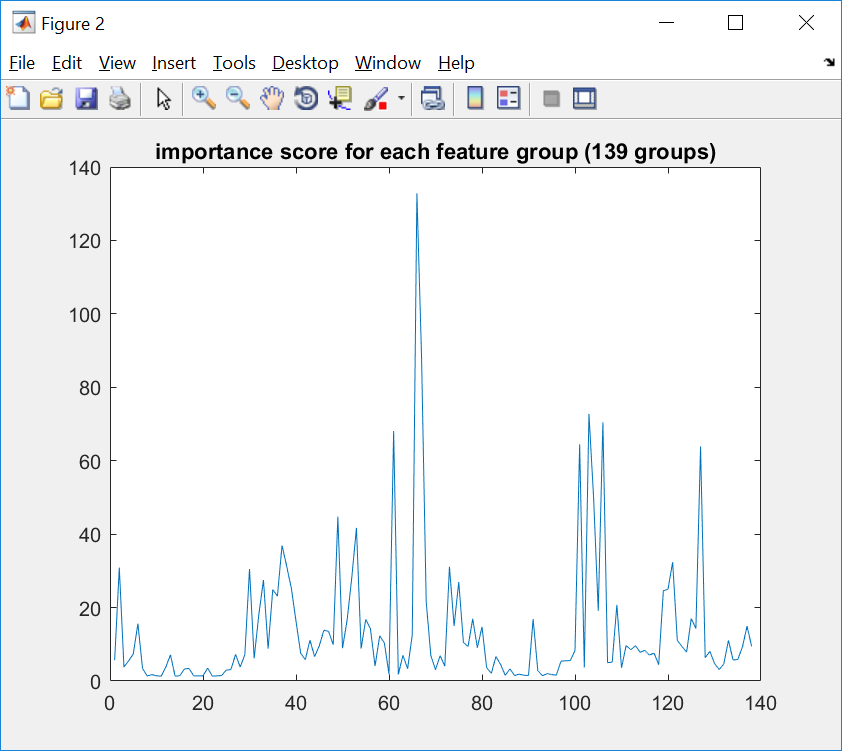 Figure 2
File Edit View Insert Tools Desktop Window Help
importance score for each feature group (139 groups)
140
120
100
80
60
40
20
0
0 20 40 60 80 100 120 140